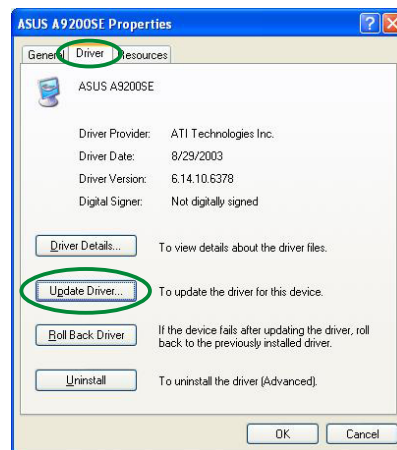 ASUS A9200SE Properties
General Driver Resources
ASUS A9200SE
Driver Provider: ATI Technologies Inc.
Driver Date: 8/29/2003
Driver Version: 6.14.10.6378
Digital Signer: Not digitally signed
Driver Details... To view details about the driver files.
Update Driver... To update the driver for this device.
Roll Back Driver If the device fails after updating the driver, roll
back to the previously installed driver.
Uninstall To uninstall the driver (Advanced).
OK Cancel